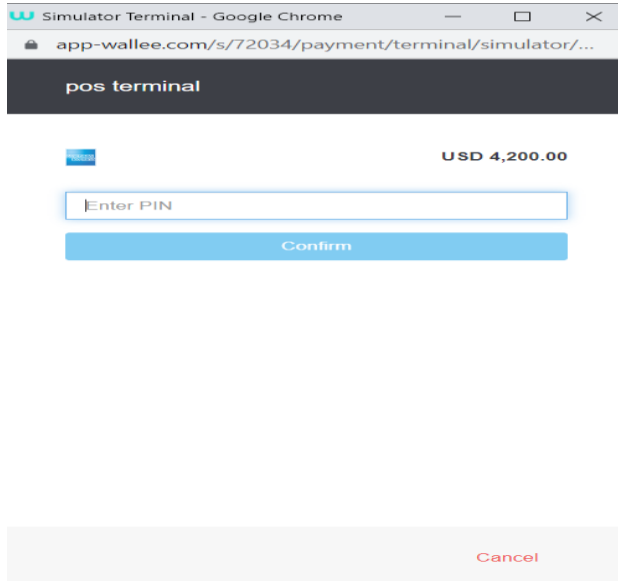 Simulator Terminal - Google Chrome
app-wallee.com/s/72034/payment/terminal/simulator/...
pos terminal
USD 4,200.00
Enter PIN
Confirm
Cancel